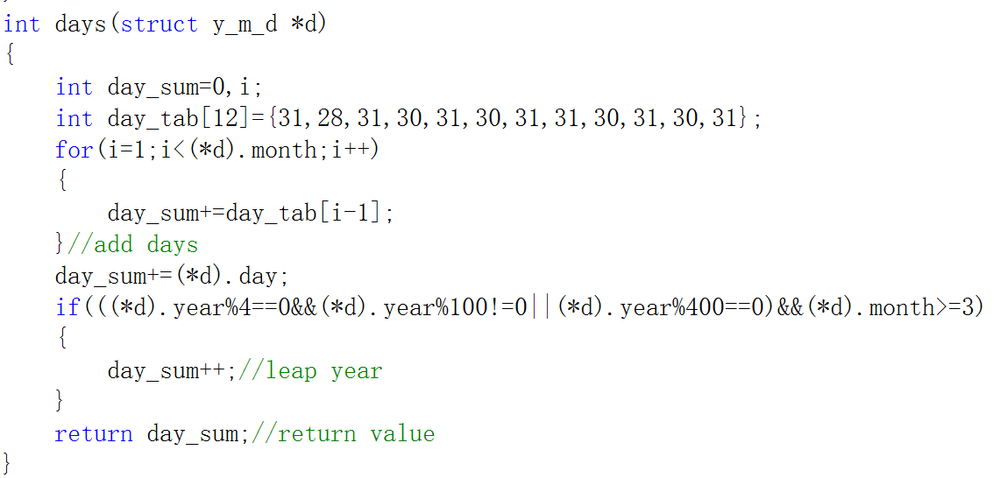 int days(struct y_m_d *d)
{
    int day_sum=0,i;
    int day_tab[12]={31,28,31,30,31,30,31,31,30,31,30,31};
    for(i=1;i<(*d).month;i++)
    {
        day_sum+=day_tab[i-1];
    }//add days
    day_sum+=(*d).day;
    if(((*d).year%4==0&&(*d).year%100!=0||(*d).year%400==0)&&(*d).month>=3)
    {
        day_sum++;//leap year
    }
    return day_sum;//return value
}